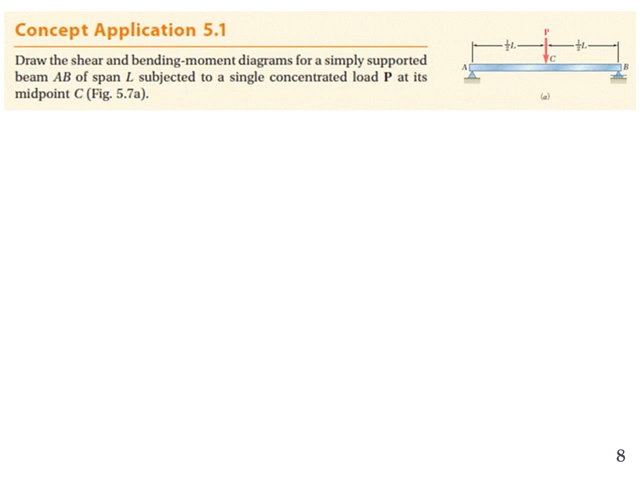 Concept Application 5.1
Draw the shear and bending-moment diagrams for a simply supported
beam AB of span L subjected to a single concentrated load P at its
midpoint C (Fig. 5.7a).
P
½L
½L
C
A
B
(a)
8